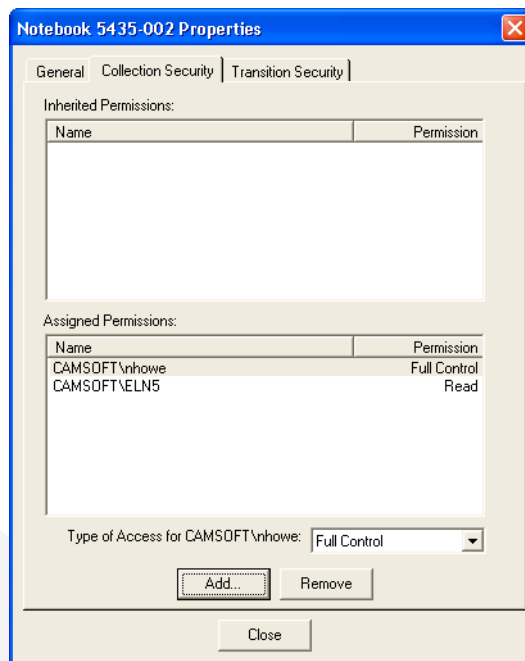 Notebook 5435-002 Properties
General Collection Security Transition Security
Inherited Permissions:
Name Permission
Assigned Permissions:
Name Permission
CAMSOFT\nhowe Full Control
CAMSOFT\ELN5 Read
Type of Access for CAMSOFT\nhowe: Full Control
Add... Remove
Close